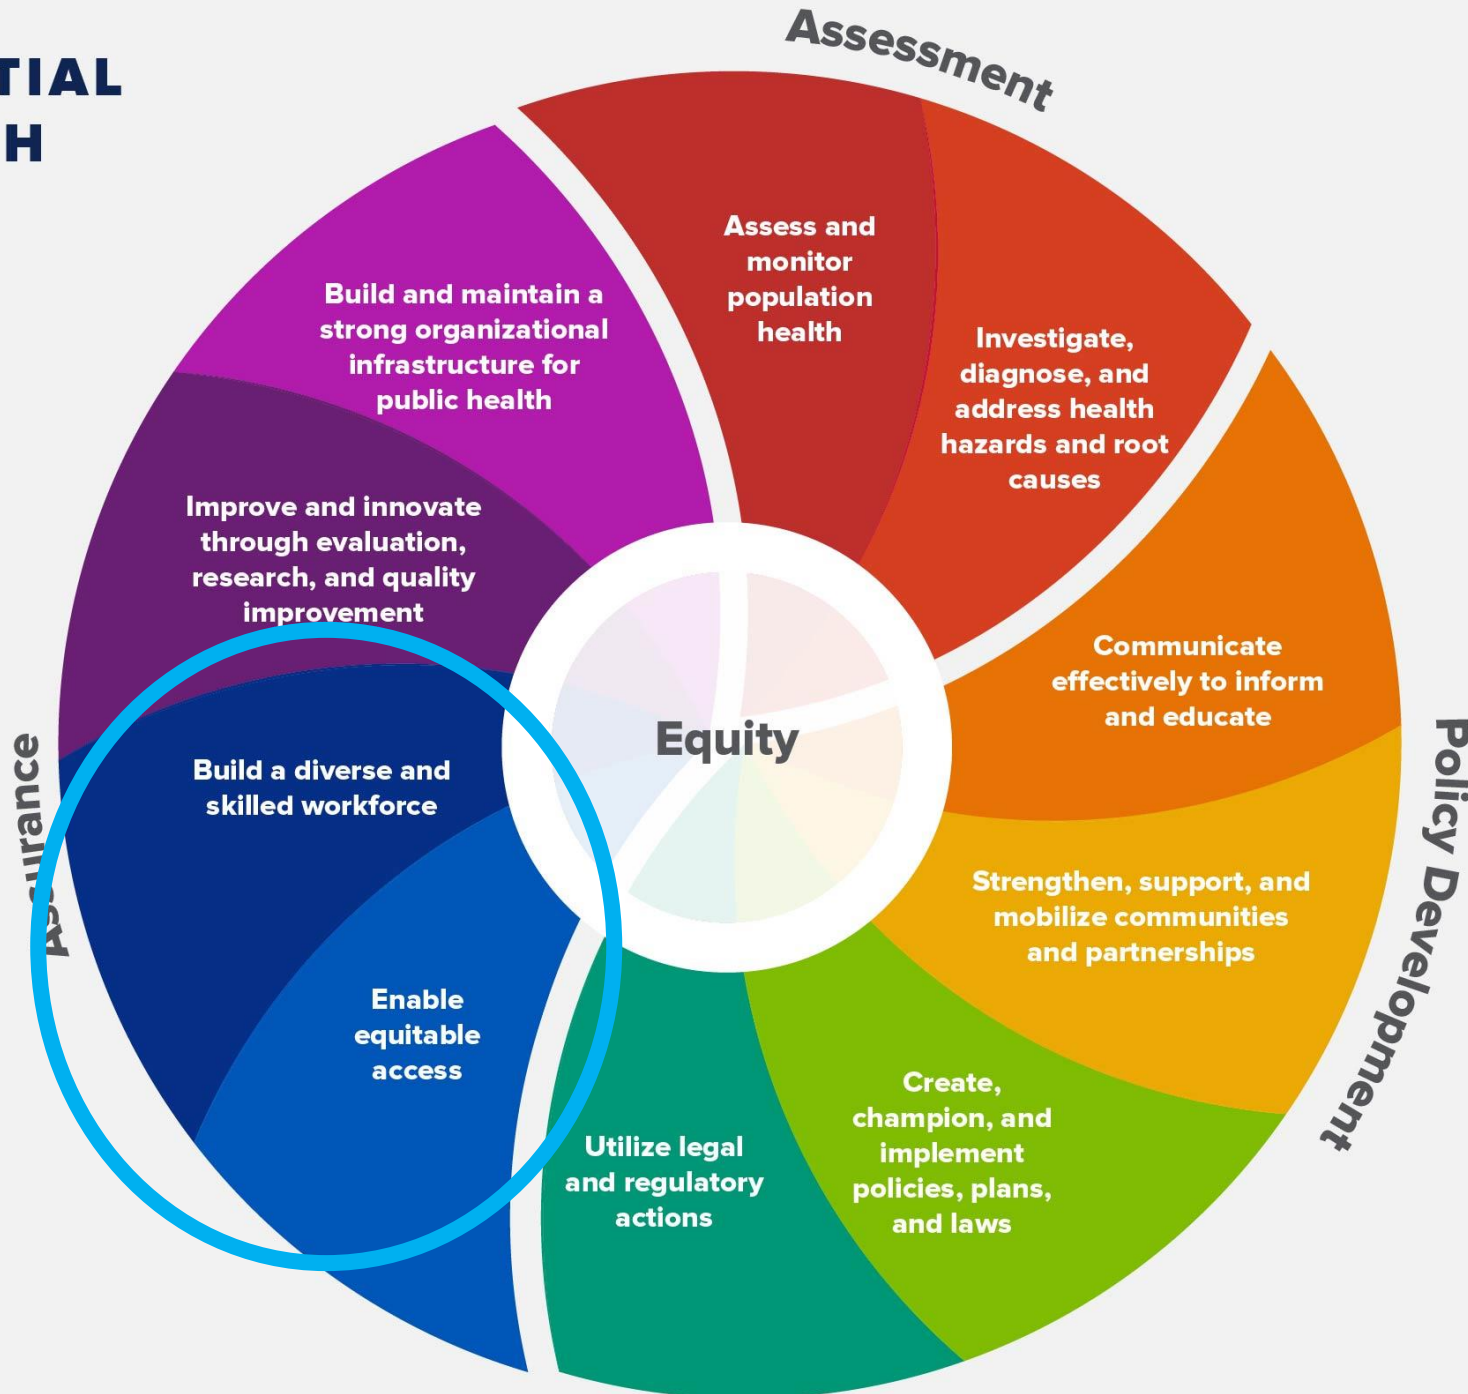 TIAL
H
Assessment
Assess and
monitor
population
health
Investigate,
diagnose, and
address health
hazards and root
causes
Communicate
effectively to inform
and educate
Strengthen, support, and
mobilize communities
and partnerships
Policy Development
Create,
champion, and
implement
policies, plans,
and laws
Utilize legal
and regulatory
actions
Enable
equitable
access
Build a diverse and
skilled workforce
Assurance
Improve and innovate
through evaluation,
research, and quality
improvement
Build and maintain a
strong organizational
infrastructure for
public health
Equity